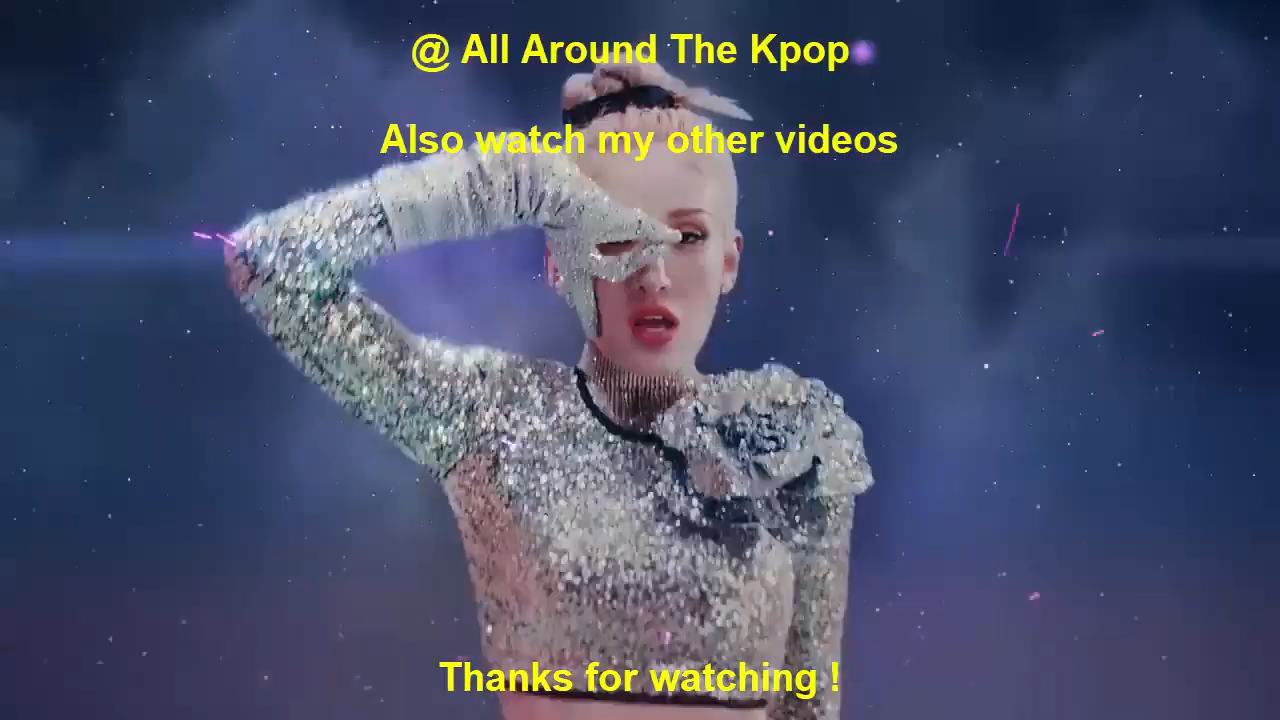 @ All Around The Kpop
Also watch my other videos
Thanks for watching !